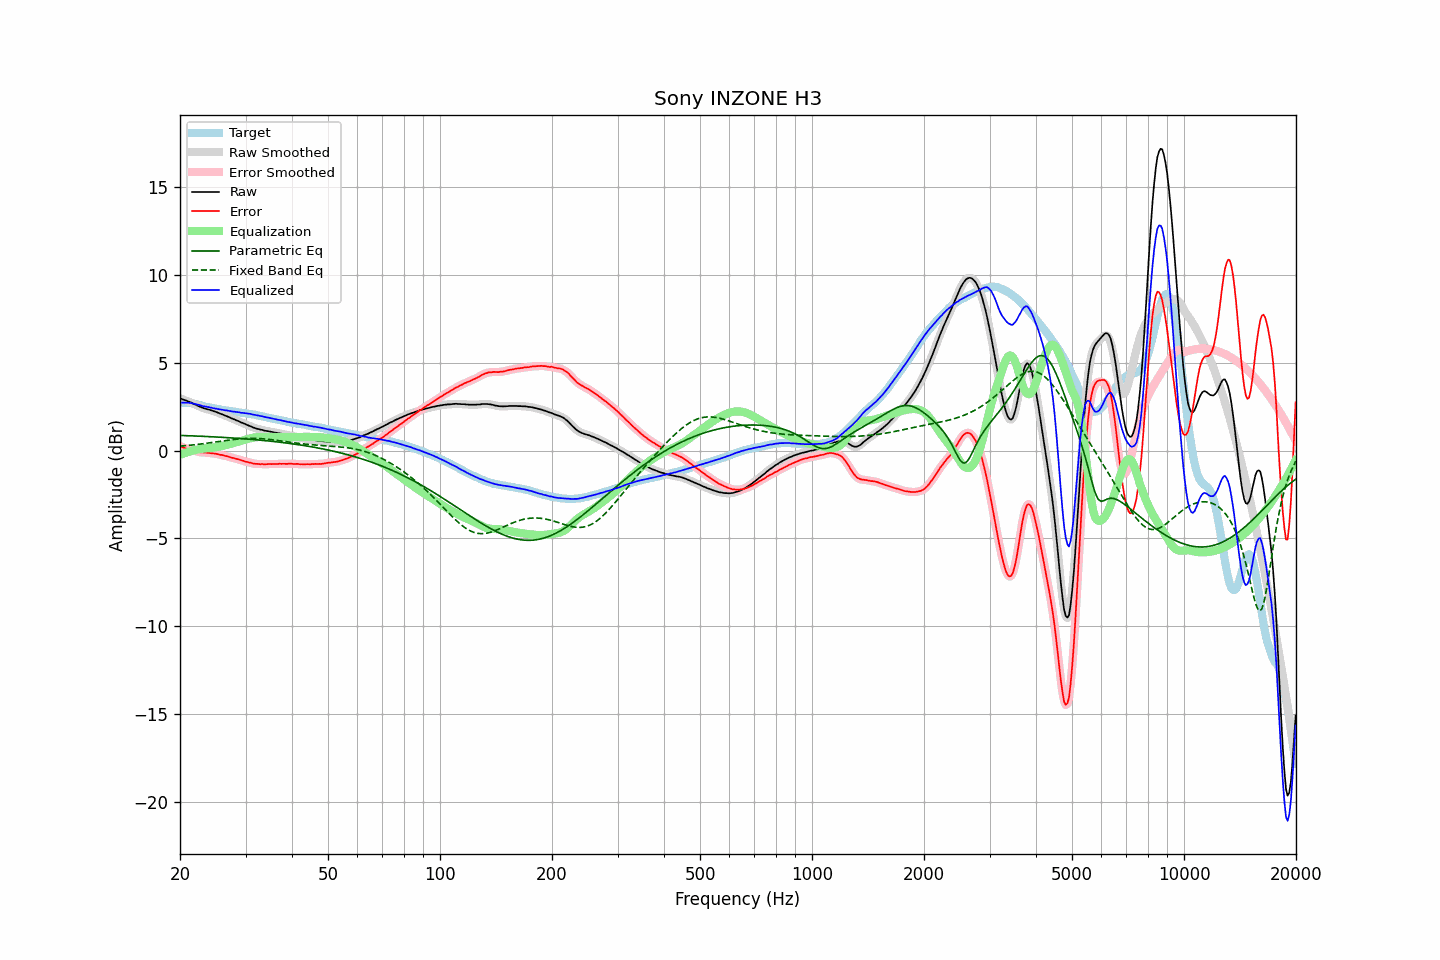 Sony INZONE H3
Target
Raw Smoothed
Error Smoothed
Raw
Error
Equalization
Parametric Eq
Fixed Band Eq
Equalized
Amplitude (dBr)
15
10
5
0
−5
−10
−15
−20
20 50 100 200 500 1000 2000 5000 10000 20000
Frequency (Hz)